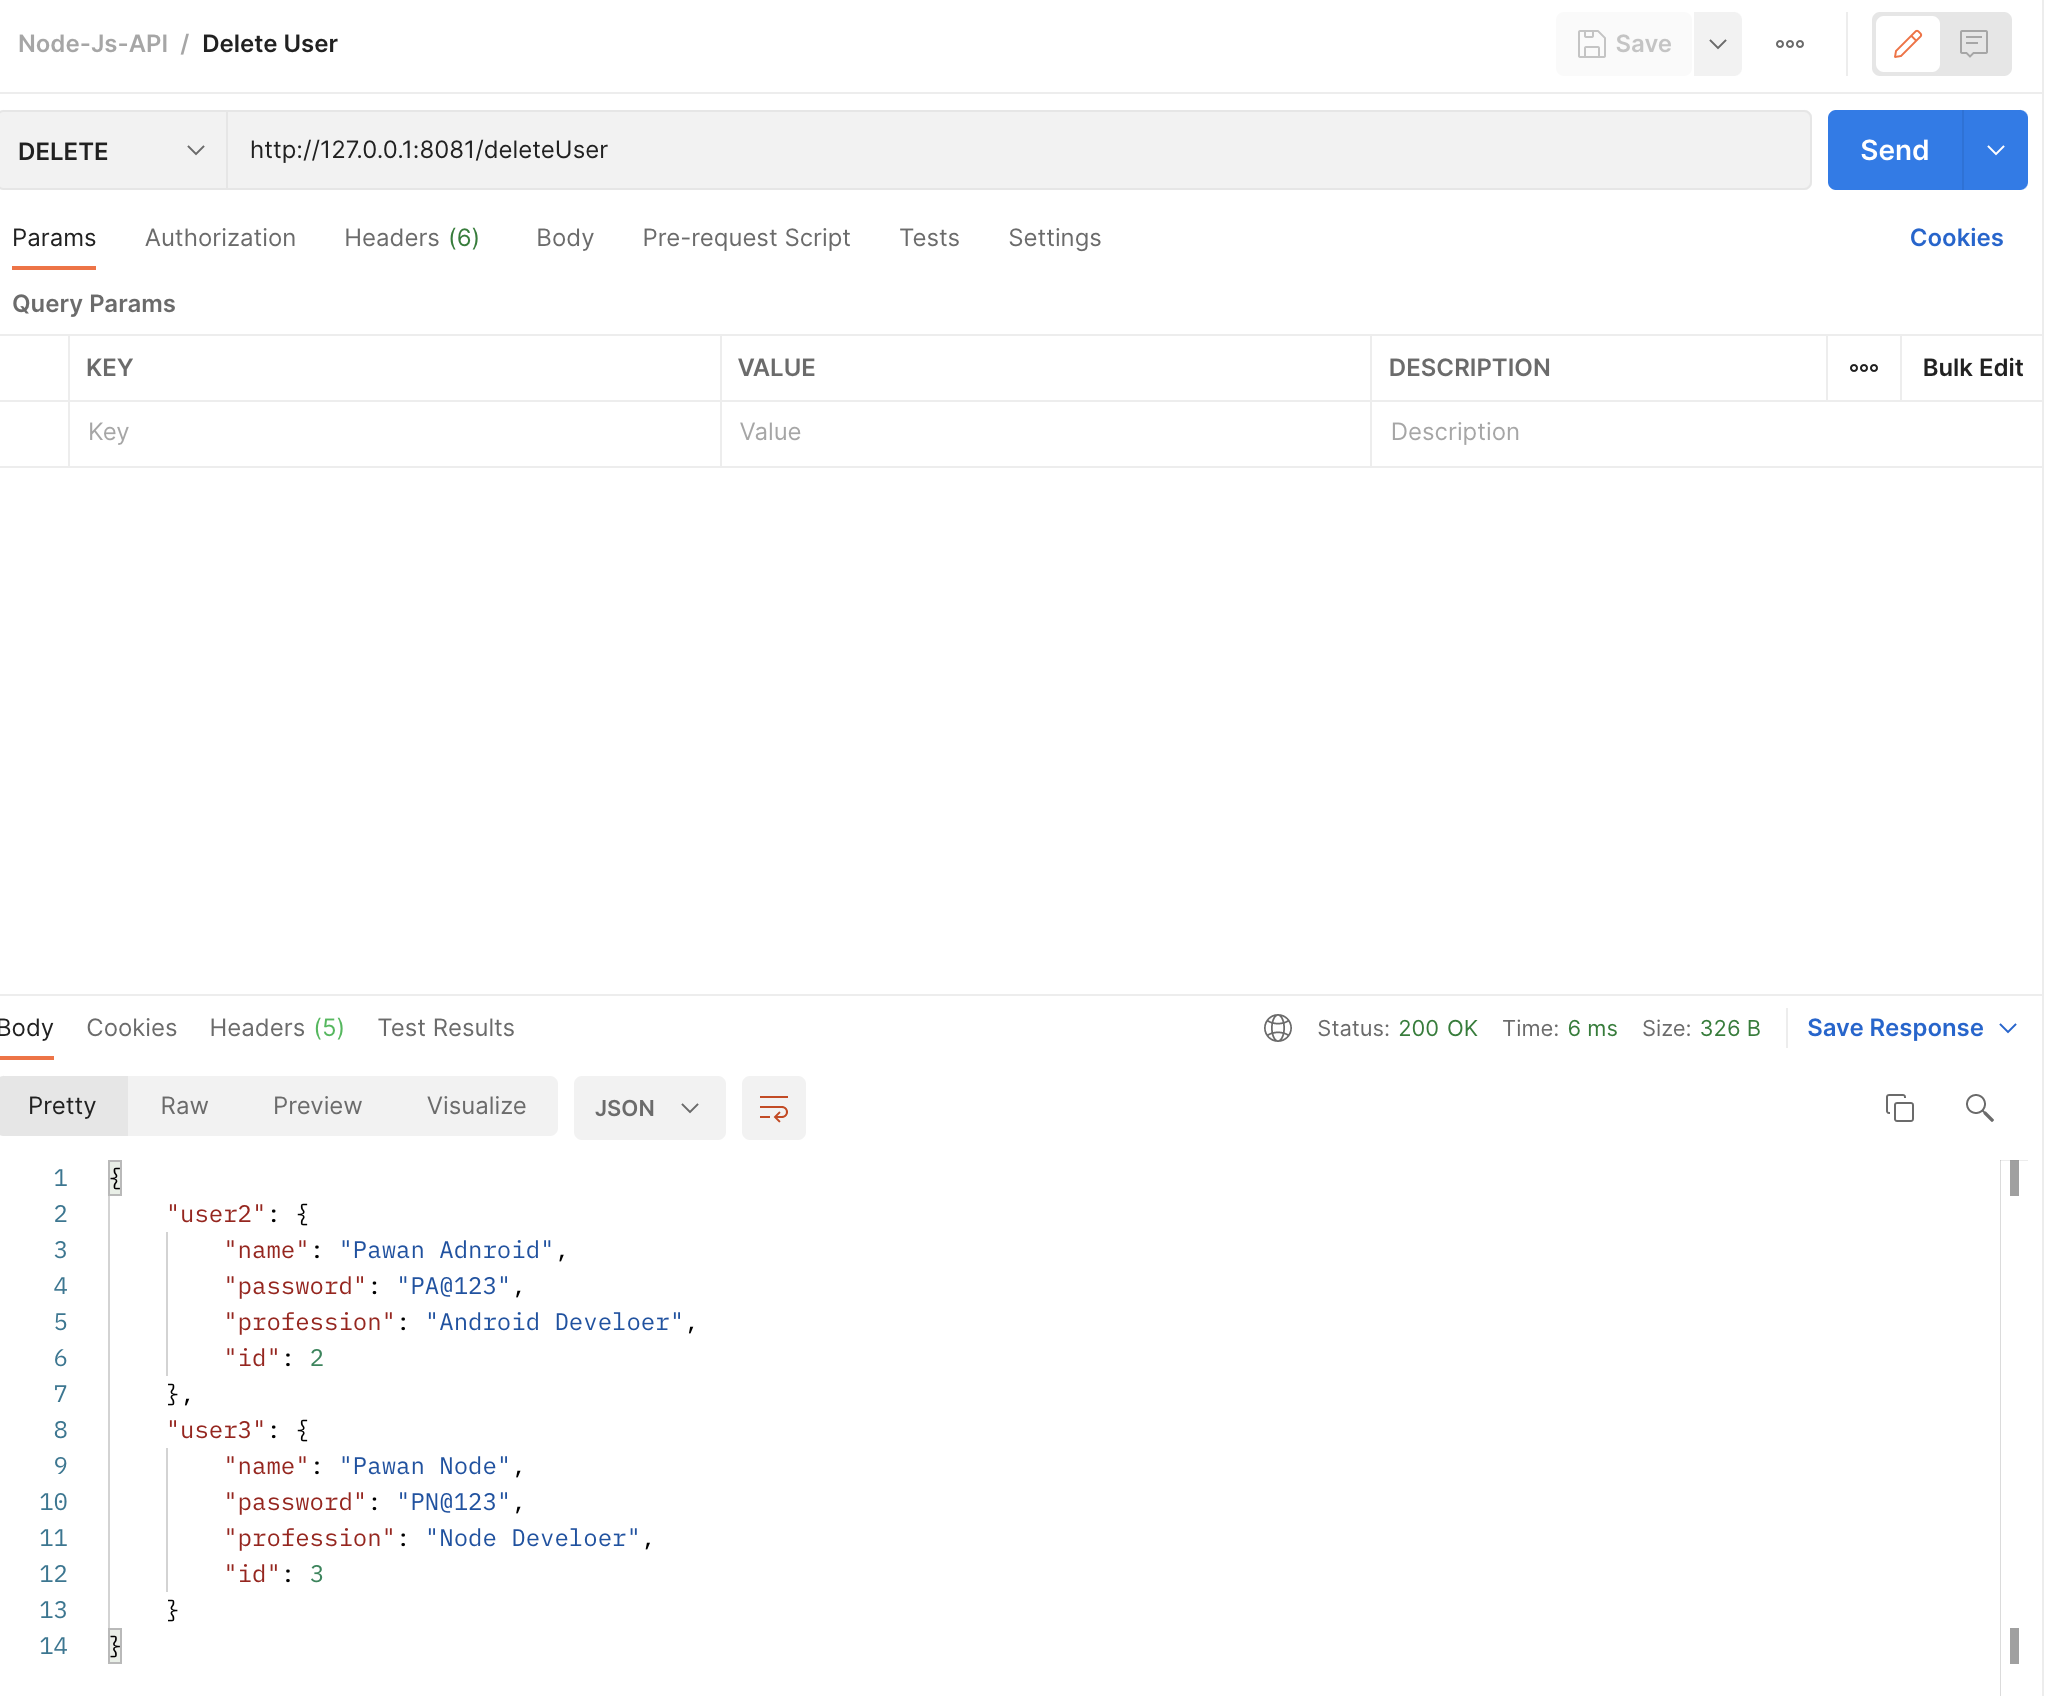 Node-Js-API / Delete User
Save
DELETE
http://127.0.0.1:8081/deleteUser
Send
Params Authorization Headers (6) Body Pre-request Script Tests Settings Cookies
Query Params
KEY VALUE DESCRIPTION Bulk Edit
Key Value Description
Body Cookies Headers (5) Test Results Status: 200 OK Time: 6 ms Size: 326 B Save Response
Pretty Raw Preview Visualize JSON
1 {
2 "user2": {
3 "name": "Pawan Adnroid",
4 "password": "PA@123",
5 "profession": "Android Develoer",
6 "id": 2
7 },
8 "user3": {
9 "name": "Pawan Node",
10 "password": "PN@123",
11 "profession": "Node Develoer",
12 "id": 3
13 }
14 }